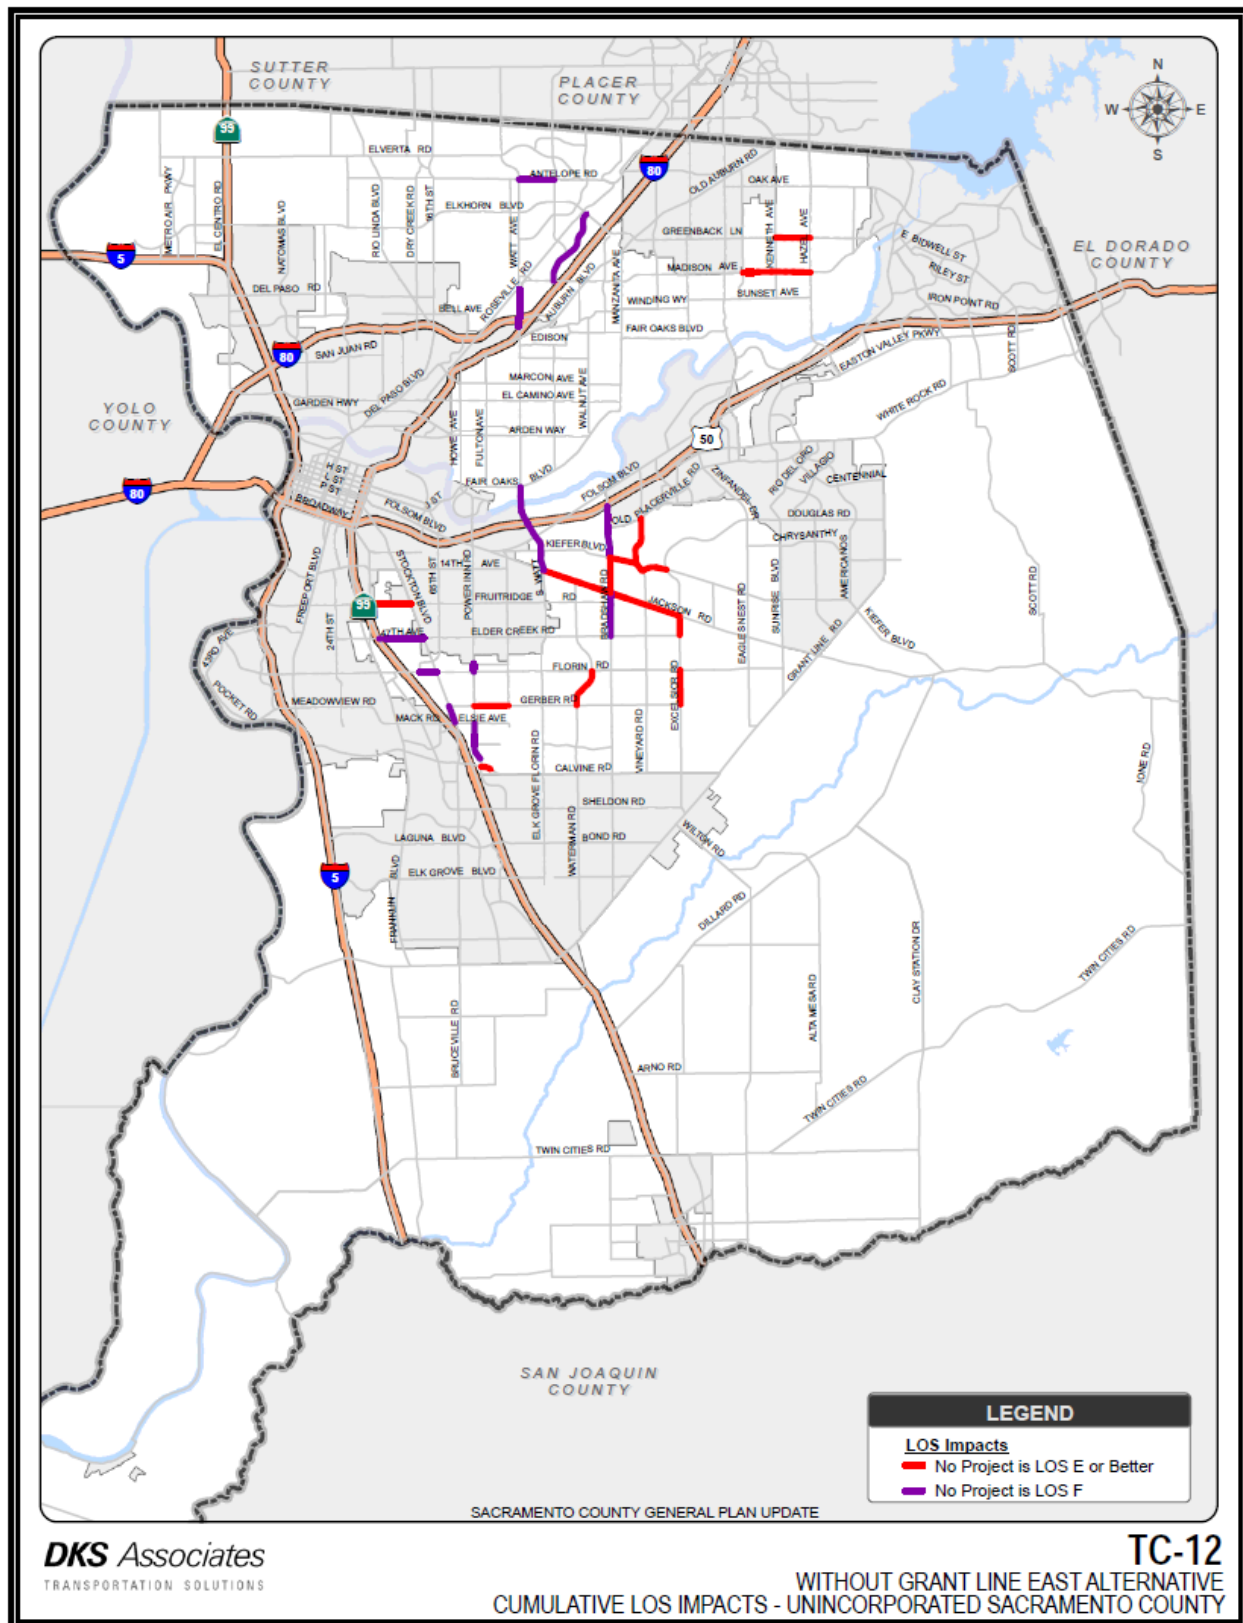 SUTTER
COUNTY
PLACER
COUNTY
N
W E
S
99
ELVERTA RD
80
OLD AUBURN RD
ANTELOPE RD
OAK AVE
METRO AIR PKWY
EL CENTRO RD
RIO LINDA BLVD
DRY CREEK RD
16TH ST
ELKHORN BLVD
NATOMAS BLVD
WATT AVE
GREENBACK LN
KENNETH AVE
HAZEL AVE
E BIDWELL ST
EL DORADO
COUNTY
5
MADISON AVE
RILEY ST
DEL PASO RD
ROSEVILLE RD
AUBURN BLVD
MANZANITA AVE
SUNSET AVE
IRON POINT RD
WINDING WY
BELL AVE
FAIR OAKS BLVD
EDISON
EASTON VALLEY PKWY
SCOTT RD
80
SAN JUAN RD
DEL PASO BLVD
MARCONI AVE
WALNUT AVE
WHITE ROCK RD
YOLO
COUNTY
GARDEN HWY
EL CAMINO AVE
HOWE AVE
FULTON AVE
ARDEN WAY
50
H ST
L ST
P ST
BROADWAY
FAIR OAKS BLVD
FOLSOM BLVD
ZINFANDEL DR
RIO DEL ORO
VILLAGIO
CENTENNIAL
80
J ST
FOLSOM BLVD
OLD PLACERVILLE RD
DOUGLAS RD
CHRYSANTHY
FREEPORT BLVD
STOCKTON BLVD
65TH ST
14TH AVE
POWER INN RD
KIEFER BLVD
S WATT
AMERICANOS
SCOTT RD
SUNRISE BLVD
99
FRUITRIDGE RD
BRADSHAW RD
JACKSON RD
EAGLES NEST RD
KIEFER BLVD
24TH ST
47TH AVE
ELDER CREEK RD
GRANT LINE RD
43RD AVE
FLORIN RD
POCKET RD
MEADOWVIEW RD
GERBER RD
EXCELSIOR RD
MACK RD
ELSIE AVE
VINEYARD RD
ELK GROVE FLORIN RD
CALVINE RD
IONE RD
SHELDON RD
WATERMAN RD
LAGUNA BLVD
BOND RD
WILTON RD
5
FRANKLIN BLVD
ELK GROVE BLVD
DILLARD RD
CLAY STATION DR
TWIN CITIES RD
ALTA MESA RD
BRUCEVILLE RD
ARNO RD
TWIN CITIES RD
TWIN CITIES RD
SAN JOAQUIN
COUNTY
LEGEND
LOS Impacts
No Project is LOS E or Better
No Project is LOS F
SACRAMENTO COUNTY GENERAL PLAN UPDATE
DKS Associates
TRANSPORTATION SOLUTIONS
TC-12
WITHOUT GRANT LINE EAST ALTERNATIVE
CUMULATIVE LOS IMPACTS - UNINCORPORATED SACRAMENTO COUNTY